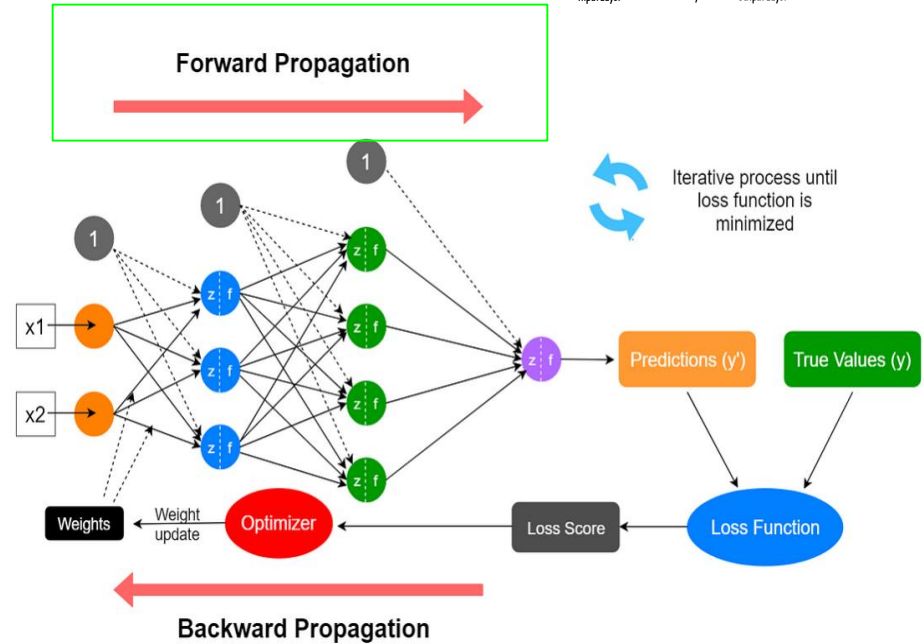 Forward Propagation
1
1
1
Iterative process until
loss function is
minimized
z f
z f
x1
z f
z f
z f
Predictions (y')
True Values (y)
z f
z f
x2
z f
z f
Weights
Weight
update
Optimizer
Loss Score
Loss Function
Backward Propagation